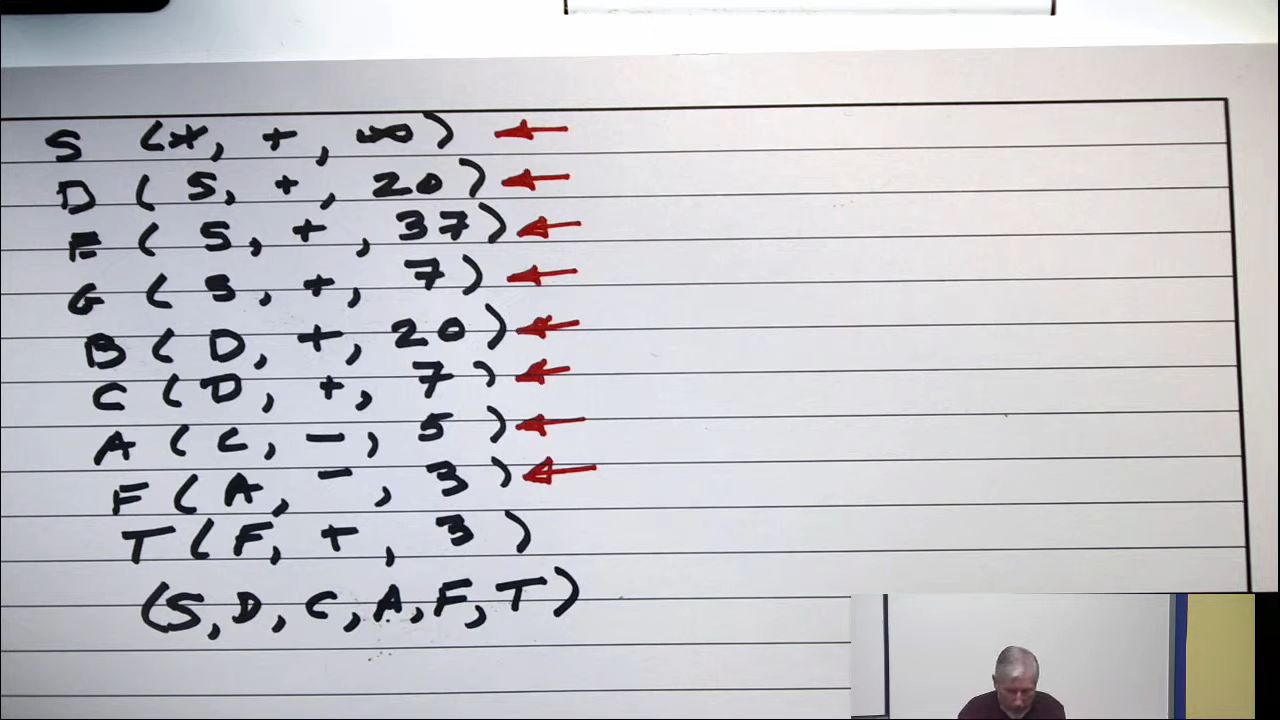 S (*, +, ∞)
D (S, +, 20)
E (S, +, 37)
G (S, +, 7)
B (D, +, 20)
C (D, +, 7)
A (C, -, 5)
F (A, -, 3)
T (F, +, 3)
(S, D, C, A, F, T)